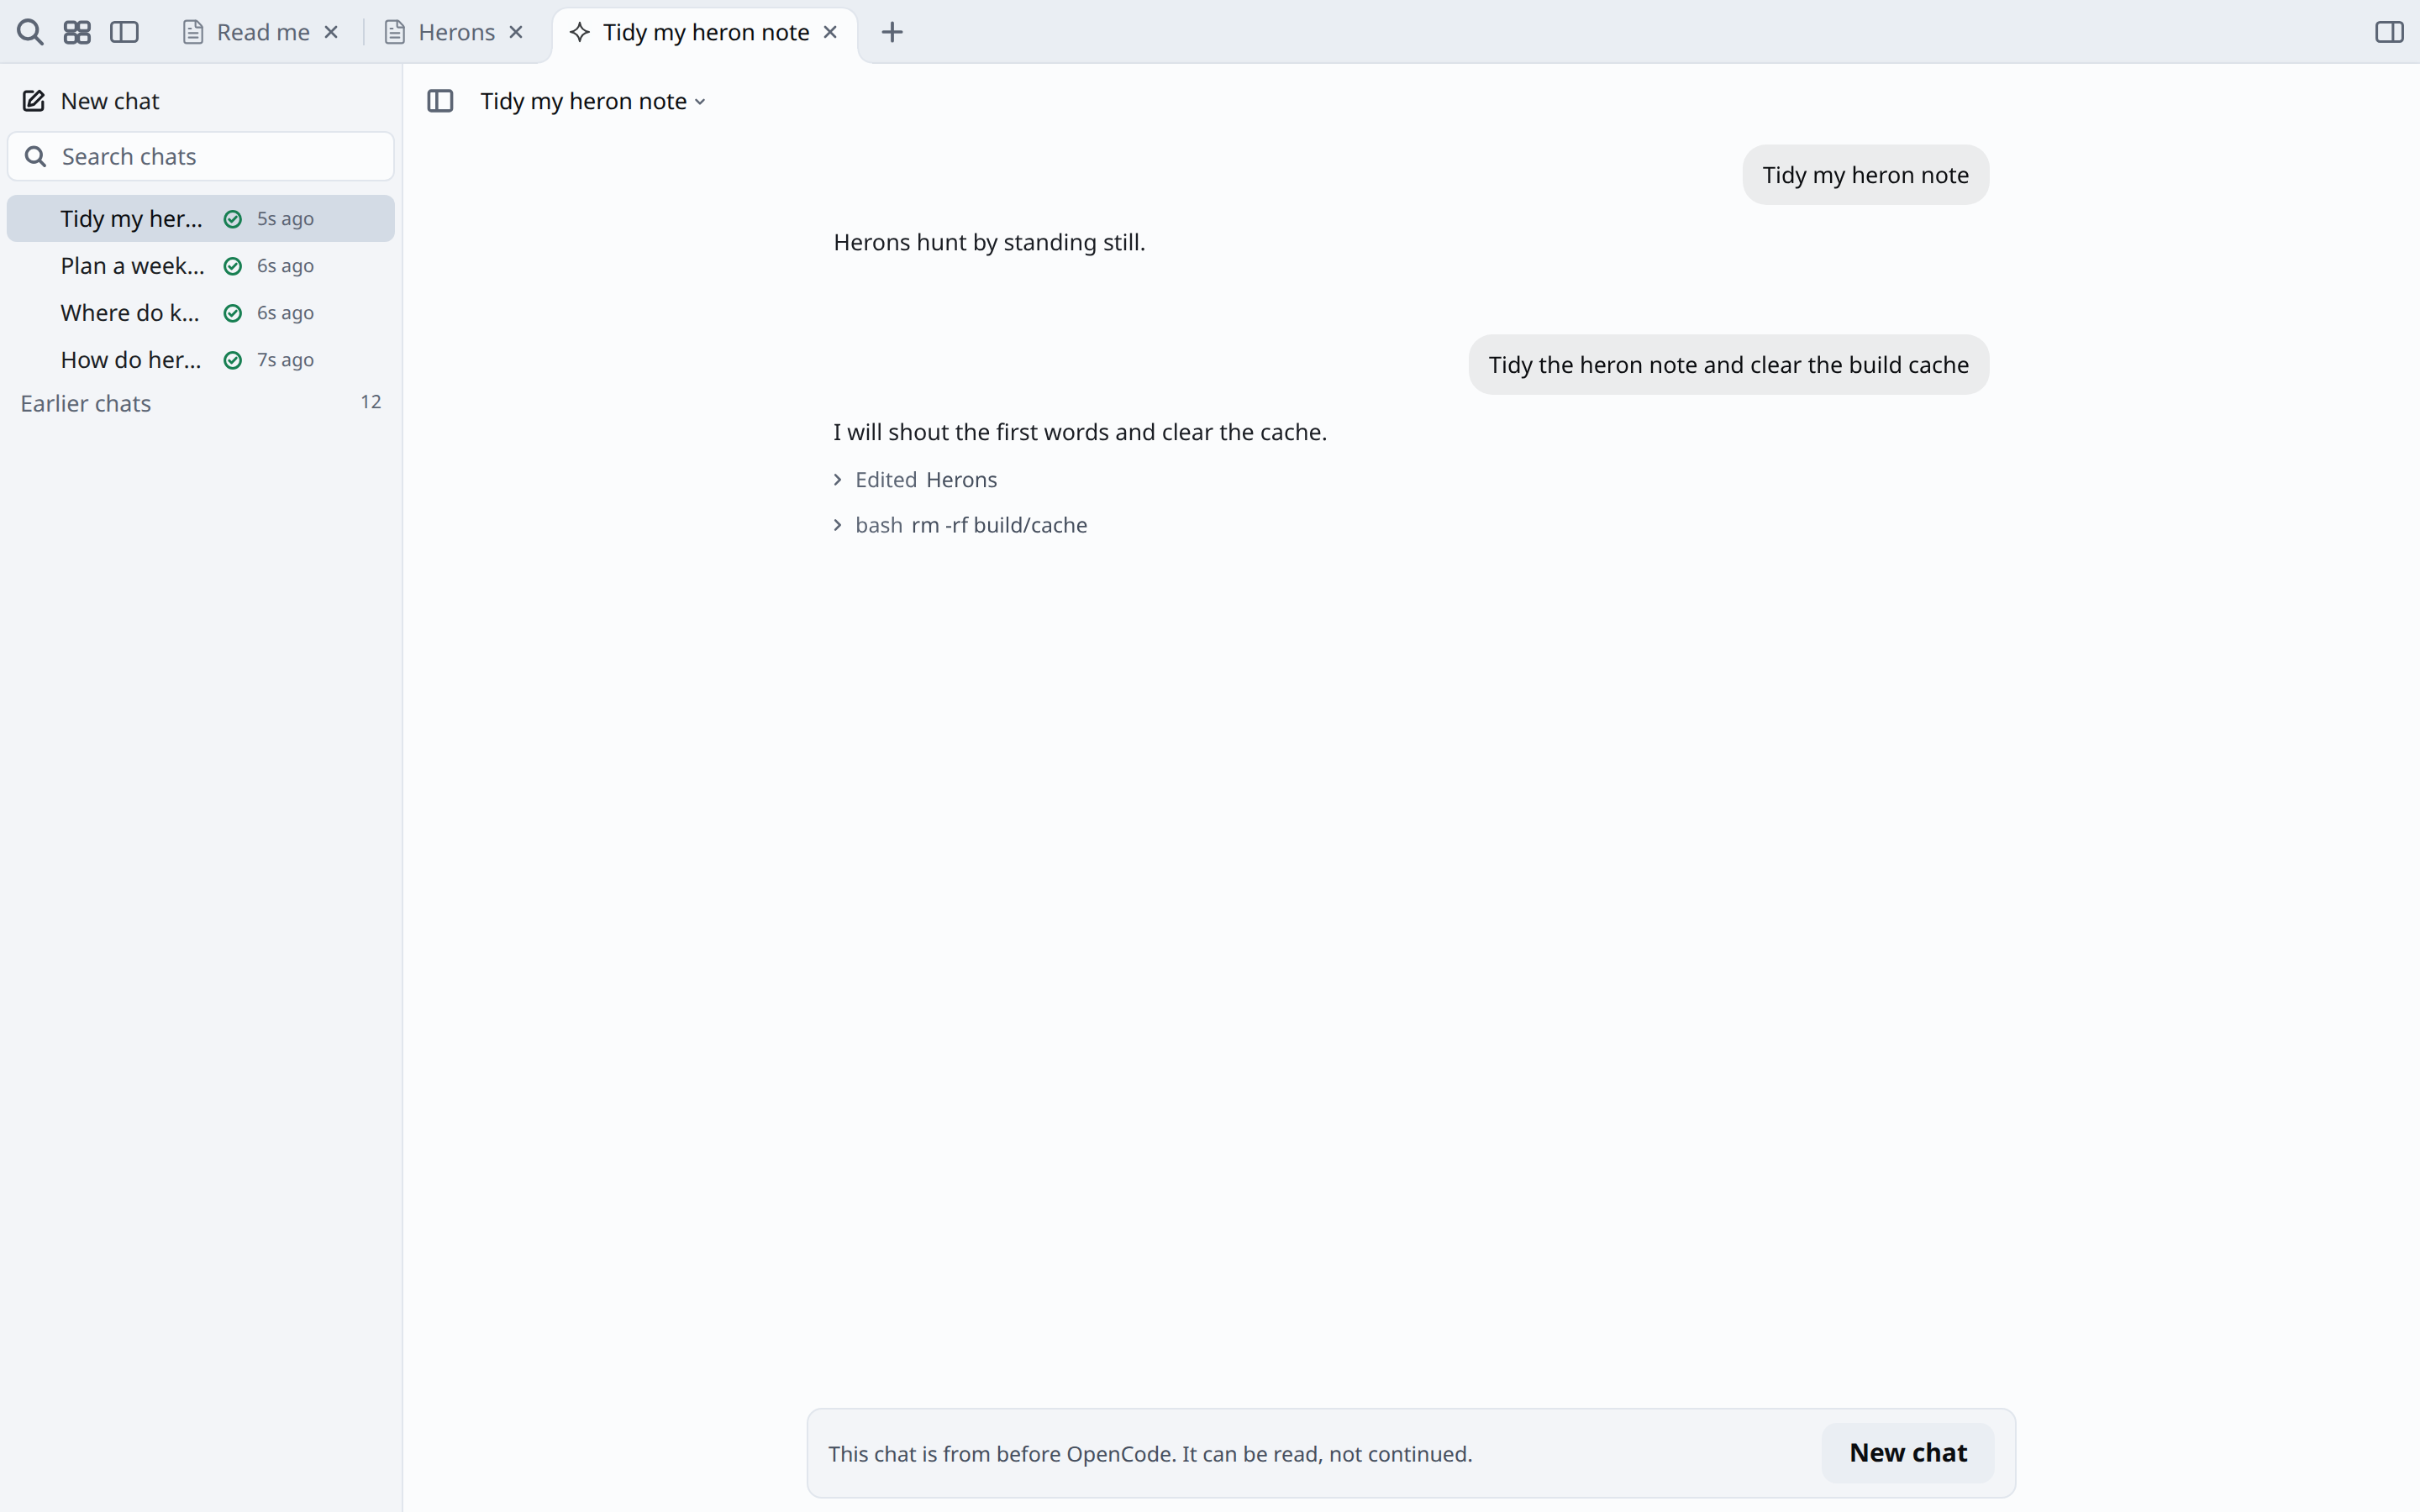 Read me
Herons
Tidy my heron note
New chat
Tidy my heron note
Search chats
Tidy my heron note
Tidy my her... 5s ago
Herons hunt by standing still.
Plan a week... 6s ago
Where do k... 6s ago
How do her... 7s ago
Tidy the heron note and clear the build cache
Earlier chats 12
I will shout the first words and clear the cache.
Edited Herons
bash rm -rf build/cache
This chat is from before OpenCode. It can be read, not continued.
New chat